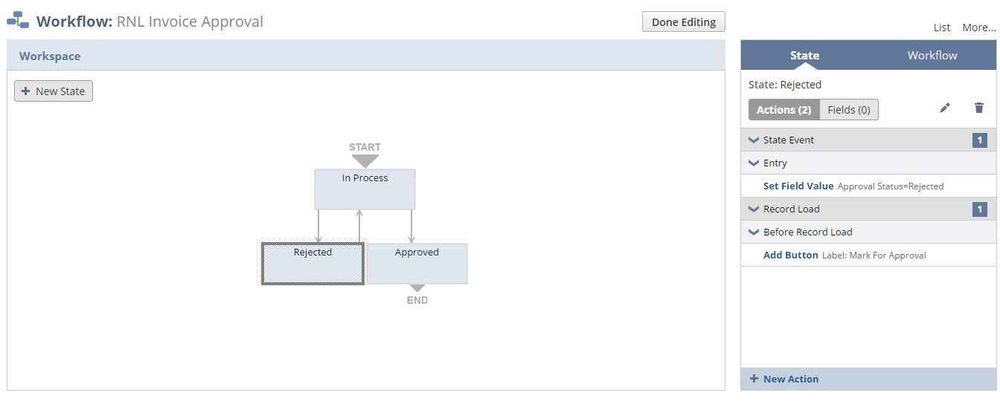 Workflow: RNL Invoice Approval
Done Editing
List More...
Workspace
New State
START
In Process
Rejected
Approved
END
State Workflow
State: Rejected
Actions (2) Fields (0)
State Event 1
Entry
Set Field Value Approval Status=Rejected
Record Load 1
Before Record Load
Add Button Label: Mark For Approval
New Action